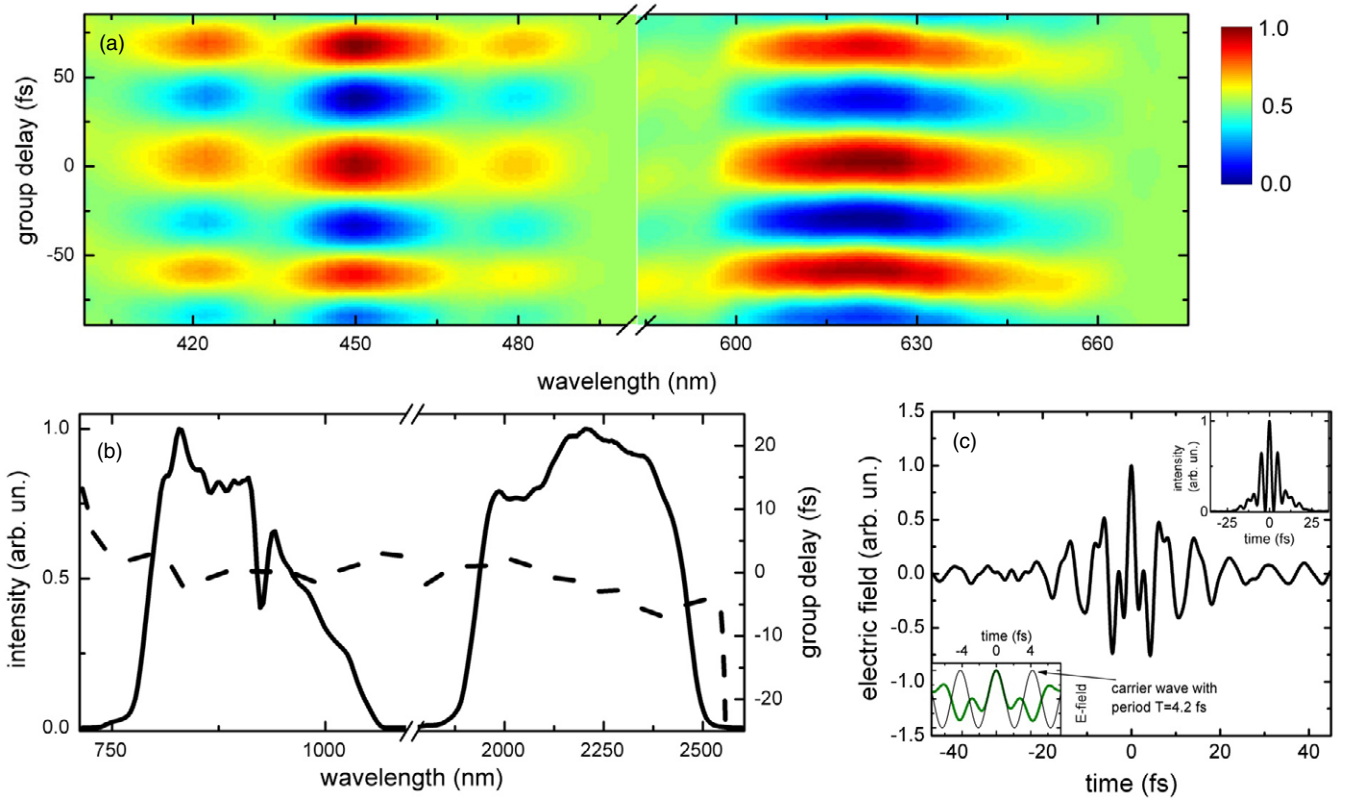 (a)
group delay (fs)
50
0
-50
420
450
480
600
630
660
wavelength (nm)
1.0
0.5
0.0
(b)
intensity (arb. un.)
1.0
0.5
0.0
750
1000
2000
2250
2500
wavelength (nm)
20
10
0
-10
-20
group delay (fs)
(c)
electric field (arb. un.)
1.5
1.0
0.5
0.0
-0.5
-1.0
-1.5
-40
-20
0
20
40
time (fs)
intensity
(arb. un.)
1
0
-25
0
25
time (fs)
time (fs)
-4
0
4
E-field
carrier wave with
period T=4.2 fs